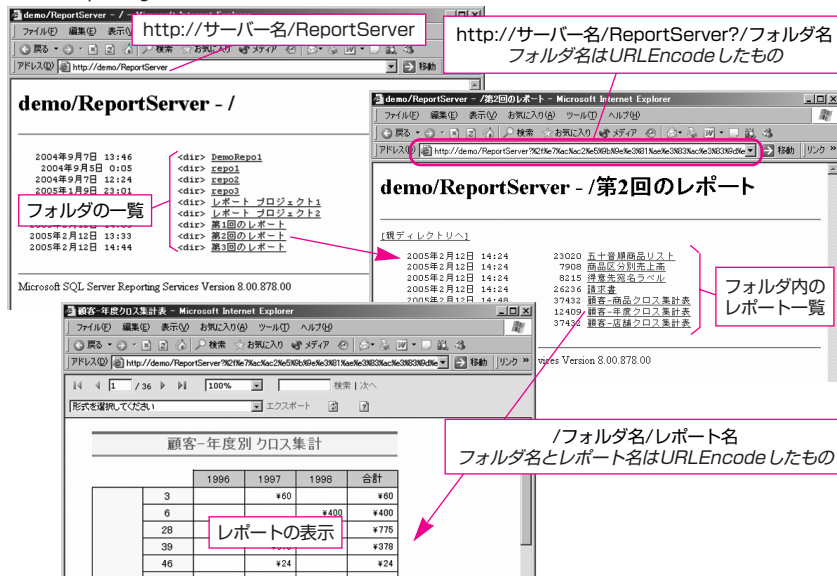 demo/ReportServer - / - Microsoft Internet Explorer
ファイル(F) 編集(E) 表示(V)
http://サーバー名/ReportServer
戻る 検索 お気に入り メディア
アドレス(D) http://demo/ReportServer 移動
demo/ReportServer - /
2004年9月7日 13:46 <dir> DemoRepo1
2004年9月5日 0:05 <dir> repo1
2004年9月7日 12:24 <dir> repo2
2005年1月9日 23:01 <dir> repo3
<dir> レポート プロジェクト1
<dir> レポート プロジェクト2
<dir> 第1回のレポート
2005年2月12日 13:33 <dir> 第2回のレポート
2005年2月12日 14:44 <dir> 第3回のレポート
フォルダの一覧
Microsoft SQL Server Reporting Services Version 8.00.878.00
http://サーバー名/ReportServer?/フォルダ名
フォルダ名はURLEncodeしたもの
demo/ReportServer - /第2回のレポート - Microsoft Internet Explorer
ファイル(F) 編集(E) 表示(V) お気に入り(A) ツール(T) ヘルプ(H)
戻る 検索 お気に入り メディア
アドレス(D) 移動 リンク »
demo/ReportServer - /第2回のレポート
[親ディレクトリへ]
2005年2月12日 14:24 23020 五十音順商品リスト
2005年2月12日 14:24 7908 商品区分別売上高
2005年2月12日 14:24 8215 得意先宛名ラベル
2005年2月12日 14:24 26236 請求書
2005年2月12日 14:48 37432 顧客-商品クロス集計表
12409 顧客-年度クロス集計表
37432 顧客-店舗クロス集計表
フォルダ内の
レポート一覧
vices Version 8.00.878.00
顧客-年度クロス集計表 - Microsoft Internet Explorer
ファイル(F) 編集(E) 表示(V) お気に入り(A) ツール(T) ヘルプ(H)
戻る 検索 お気に入り メディア
アドレス(D) 移動 リンク »
1 / 36 100% 検索 | 次へ
形式を選択してください エクスポート
顧客-年度別 クロス集計
1996 1997 1998 合計
3 ¥60 ¥60
6 ¥400 ¥400
28 ¥775
39 ¥378
46 ¥24 ¥24
レポートの表示
/フォルダ名/レポート名
フォルダ名とレポート名はURLEncodeしたもの